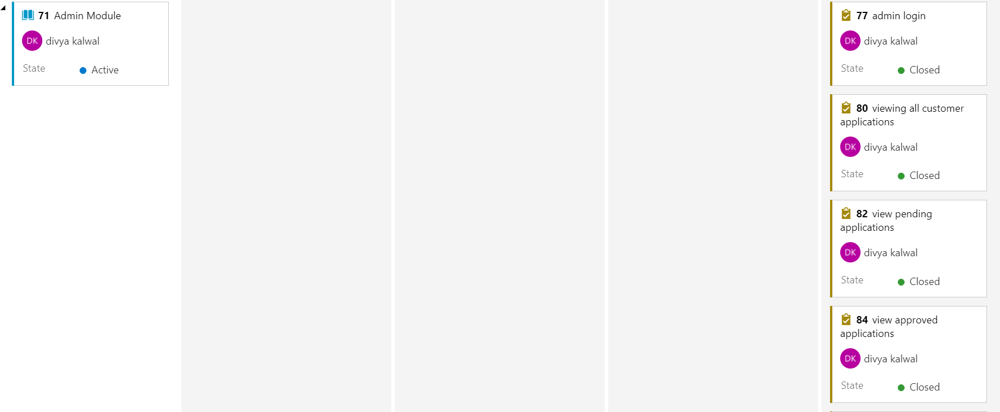 71 Admin Module
DK divya kalwal
State Active
77 admin login
DK divya kalwal
State Closed
80 viewing all customer
applications
DK divya kalwal
State Closed
82 view pending
applications
DK divya kalwal
State Closed
84 view approved
applications
DK divya kalwal
State Closed